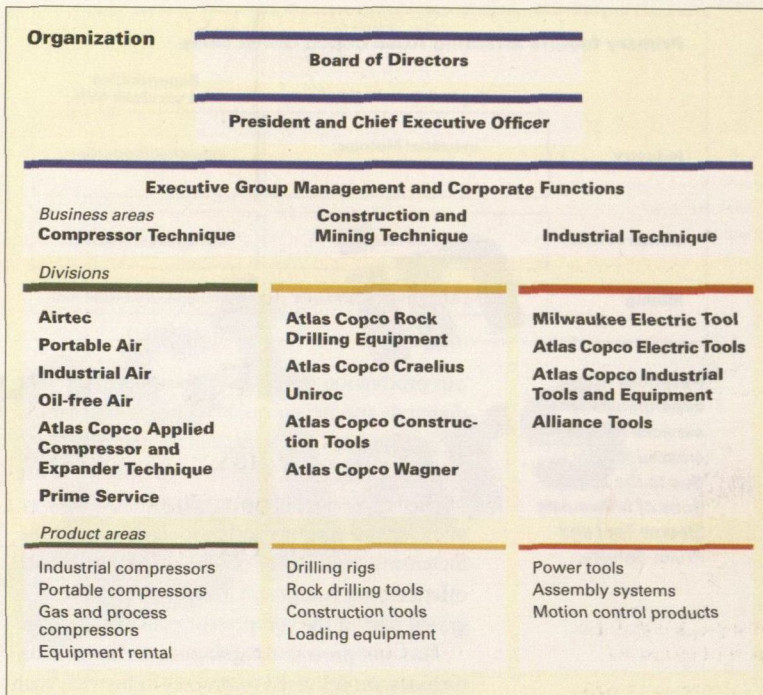 Organization
Board of Directors
President and Chief Executive Officer
Executive Group Management and Corporate Functions
Business areas
Compressor Technique
Construction and
Mining Technique
Industrial Technique
Divisions
Airtec
Portable Air
Industrial Air
Oil-free Air
Atlas Copco Applied
Compressor and
Expander Technique
Prime Service
Atlas Copco Rock
Drilling Equipment
Atlas Copco Craelius
Uniroc
Atlas Copco Construc-
tion Tools
Atlas Copco Wagner
Milwaukee Electric Tool
Atlas Copco Electric Tools
Atlas Copco Industrial
Tools and Equipment
Alliance Tools
Product areas
Industrial compressors
Portable compressors
Gas and process
compressors
Equipment rental
Drilling rigs
Rock drilling tools
Construction tools
Loading equipment
Power tools
Assembly systems
Motion control products